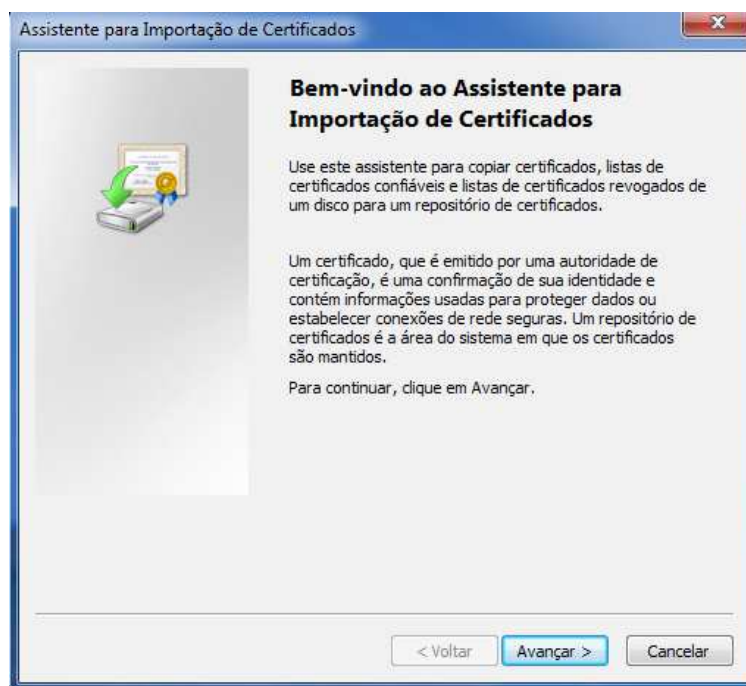 Assistente para Importação de Certificados
Bem-vindo ao Assistente para
Importação de Certificados
Use este assistente para copiar certificados, listas de
certificados confiáveis e listas de certificados revogados de
um disco para um repositório de certificados.
Um certificado, que é emitido por uma autoridade de
certificação, é uma confirmação de sua identidade e
contém informações usadas para proteger dados ou
estabelecer conexões de rede seguras. Um repositório de
certificados é a área do sistema em que os certificados
são mantidos.
Para continuar, clique em Avançar.
< Voltar Avançar > Cancelar